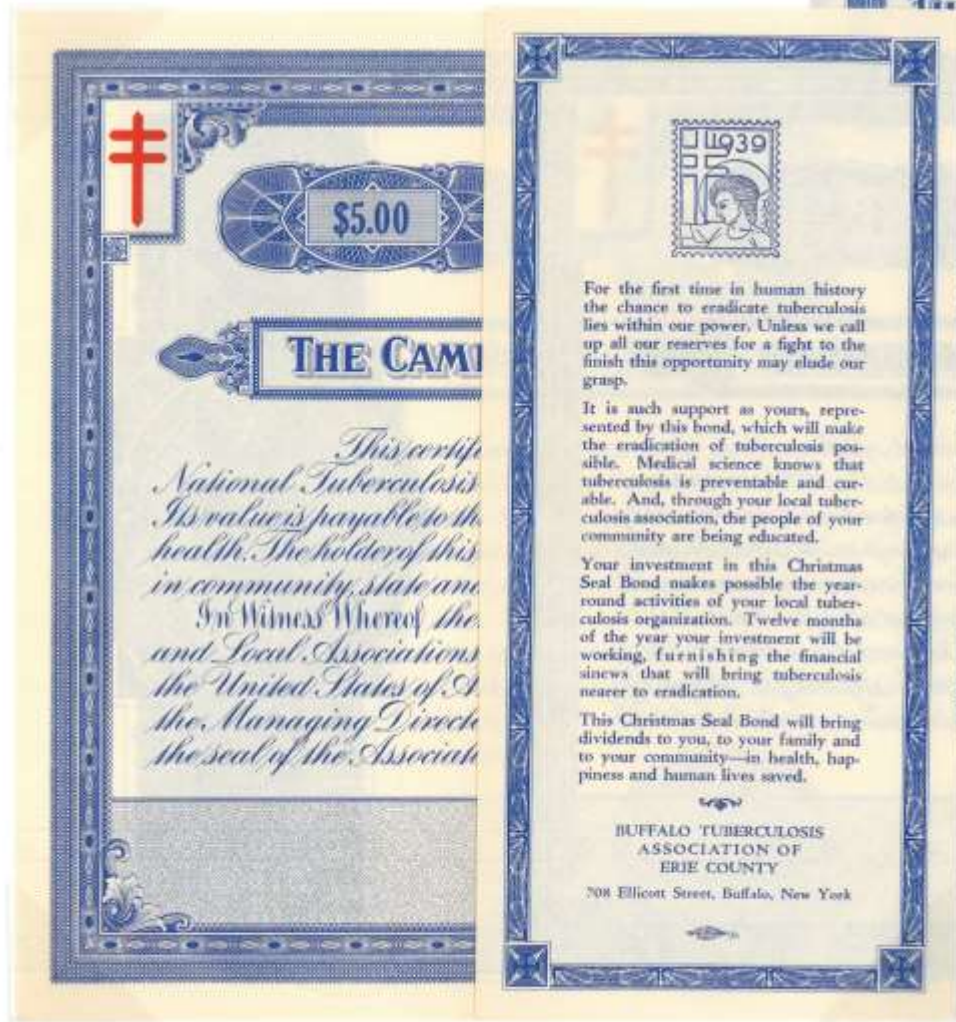 $5.00
THE CAM
This certif
National Tuberculosis
Its value is payable to th
health. The holder of this
in community, state and
In Witness Whereof the
and Local Associations
the United States of A
the Managing Directo
the seal of the Associat
1939
For the first time in human history
the chance to eradicate tuberculosis
lies within our power. Unless we call
up all our reserves for a fight to the
finish this opportunity may elude our
grasp.
It is such support as yours, repre-
sented by this bond, which will make
the eradication of tuberculosis pos-
sible. Medical science knows that
tuberculosis is preventable and cur-
able. And, through your local tuber-
culosis association, the people of your
community are being educated.
Your investment in this Christmas
Seal Bond makes possible the year-
round activities of your local tuber-
culosis organization. Twelve months
of the year your investment will be
working, furnishing the financial
sinews that will bring tuberculosis
nearer to eradication.
This Christmas Seal Bond will bring
dividends to you, to your family and
to your community—in health, hap-
piness and human lives saved.
BUFFALO TUBERCULOSIS
ASSOCIATION OF
ERIE COUNTY
708 Ellicott Street, Buffalo, New York